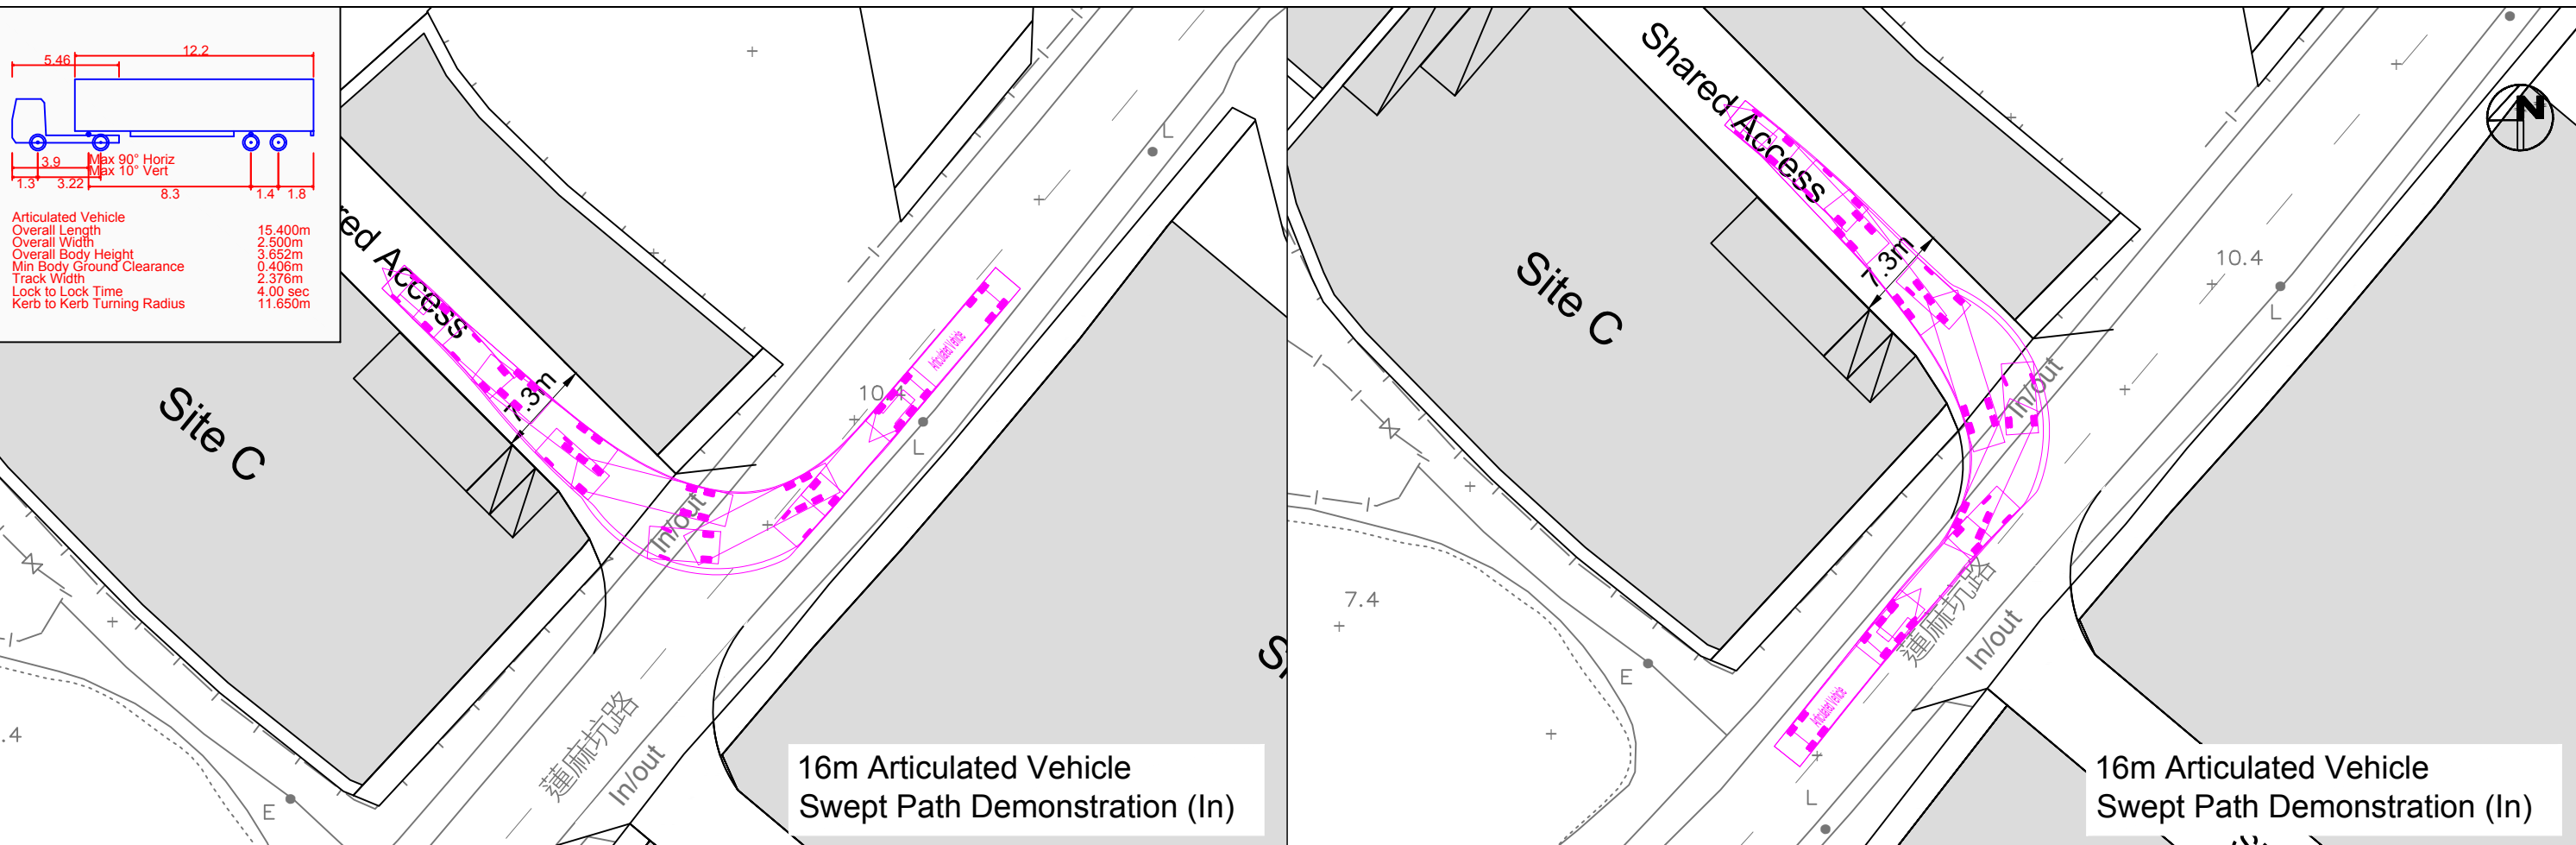 12.2
5.46
3.9
Max 90° Horiz
Max 10° Vert
1.3
3.22
8.3
1.4
1.8
Articulated Vehicle
Overall Length 15.400m
Overall Width 2.500m
Overall Body Height 3.652m
Min Body Ground Clearance 0.406m
Track Width 2.376m
Lock to Lock Time 4.00 sec
Kerb to Kerb Turning Radius 11.650m
red Access
.3m
Site C
In/out
10.4
Articulated Vehicle
L
L
蓮麻坑路
In/out
E
.4
16m Articulated Vehicle
Swept Path Demonstration (In)
Shared Access
.3m
Site C
In/out
10.4
L
N
7.4
蓮麻坑路
In/out
E
Articulated Vehicle
L
16m Articulated Vehicle
Swept Path Demonstration (In)